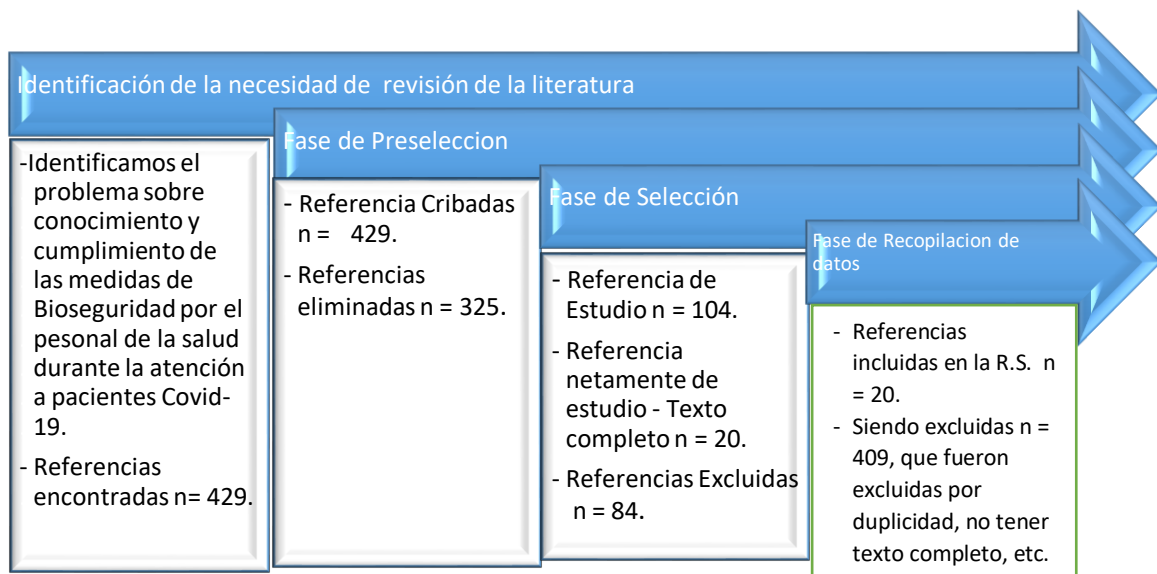 Identificación de la necesidad de revisión de la literatura
-Identificamos el
problema sobre
conocimiento y
cumplimiento de
las medidas de
Bioseguridad por el
pesonal de la salud
durante la atención
a pacientes Covid-
19.
- Referencias
encontradas n= 429.
Fase de Preseleccion
- Referencia Cribadas
n = 429.
- Referencias
eliminadas n = 325.
Fase de Selección
- Referencia de
Estudio n = 104.
- Referencia
netamente de
estudio - Texto
completo n = 20.
- Referencias Excluidas
n = 84.
Fase de Recopilacion de
datos
- Referencias
incluidas en la R.S. n
= 20.
- Siendo excluidas n =
409, que fueron
excluidas por
duplicidad, no tener
texto completo, etc.